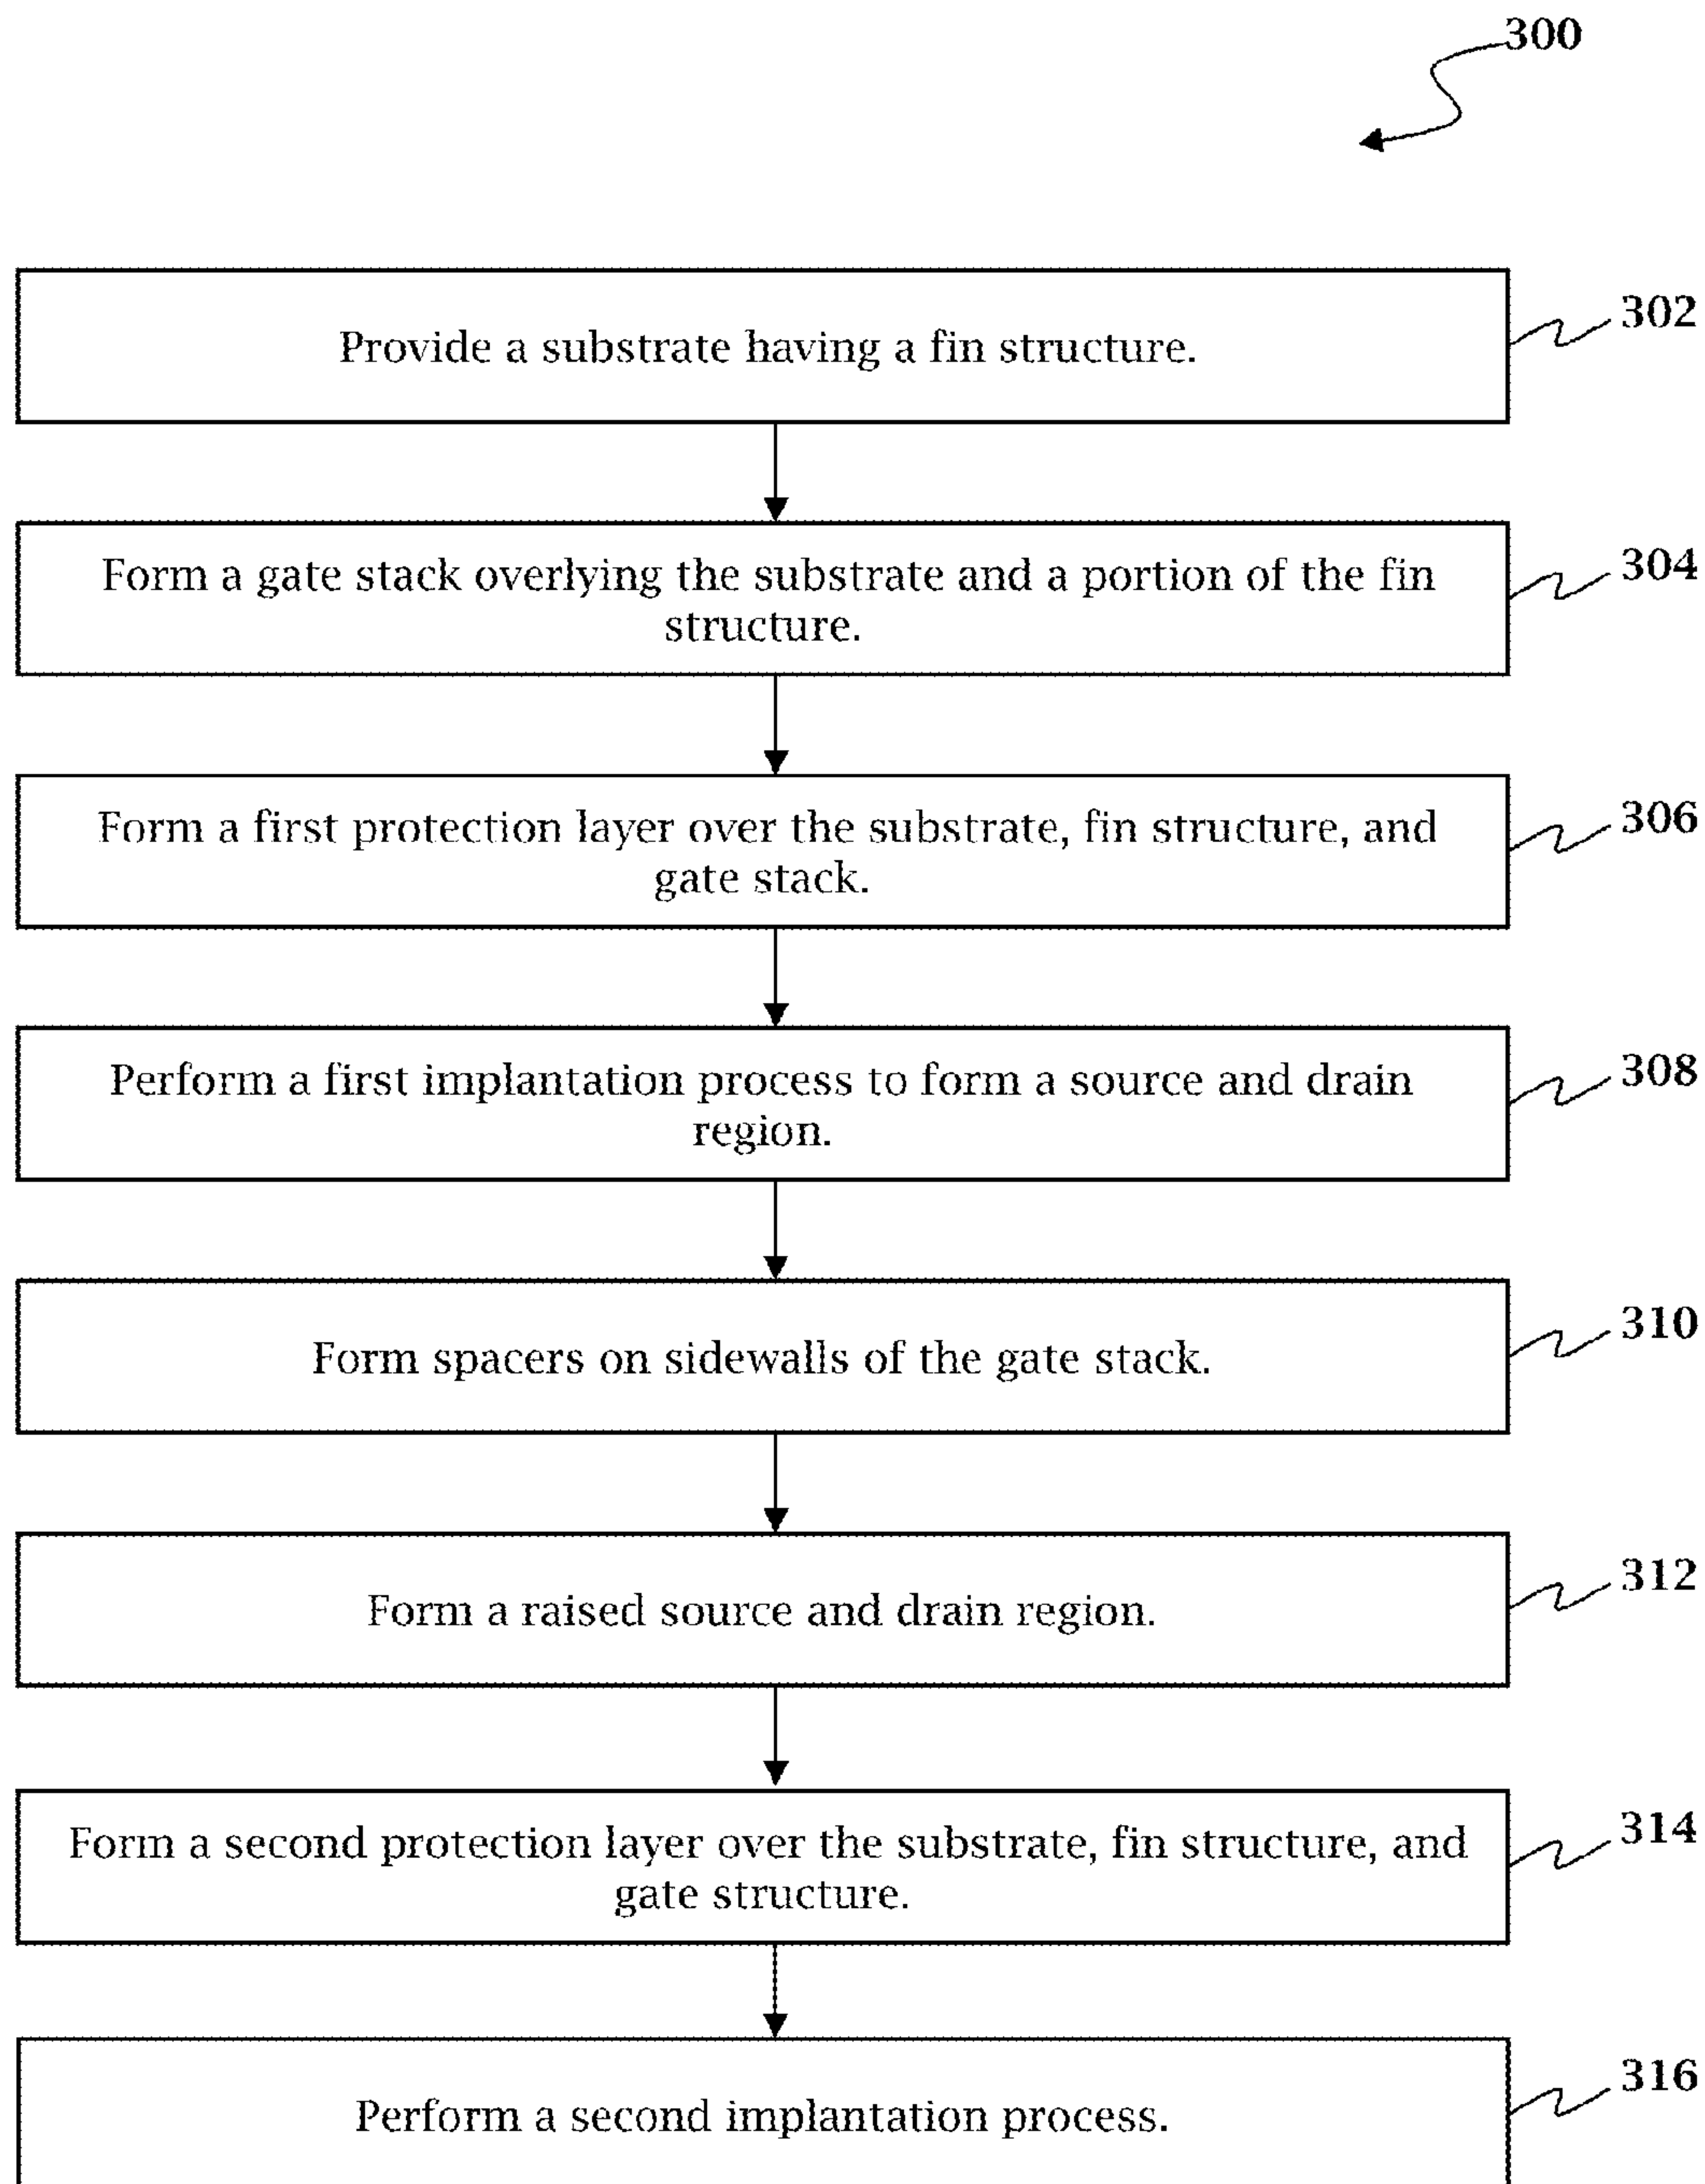 300
Provide a substrate having a fin structure.
302
Form a gate stack overlying the substrate and a portion of the fin
structure.
304
Form a first protection layer over the substrate, fin structure, and
gate stack.
306
Perform a first implantation process to form a source and drain
region.
308
Form spacers on sidewalls of the gate stack.
310
Form a raised source and drain region.
312
Form a second protection layer over the substrate, fin structure, and
gate structure.
314
Perform a second implantation process.
316